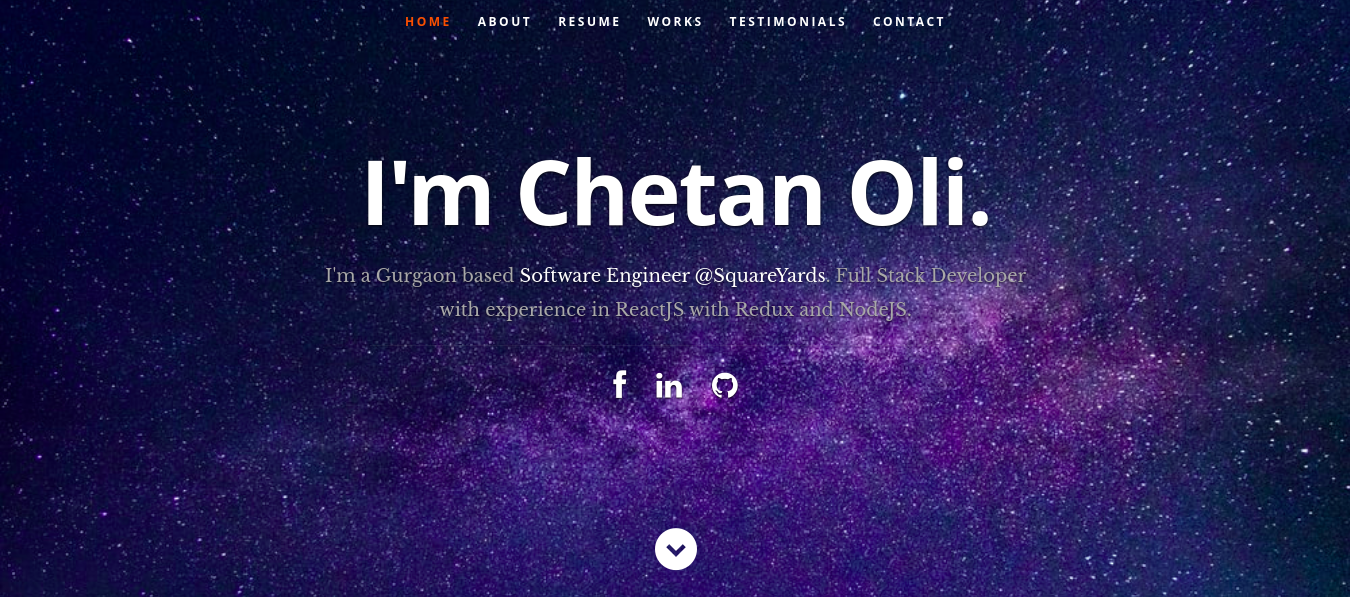 HOME ABOUT RESUME WORKS TESTIMONIALS CONTACT
I'm Chetan Oli.
I'm a Gurgaon based Software Engineer @SquareYards. Full Stack Developer
with experience in ReactJS with Redux and NodeJS.